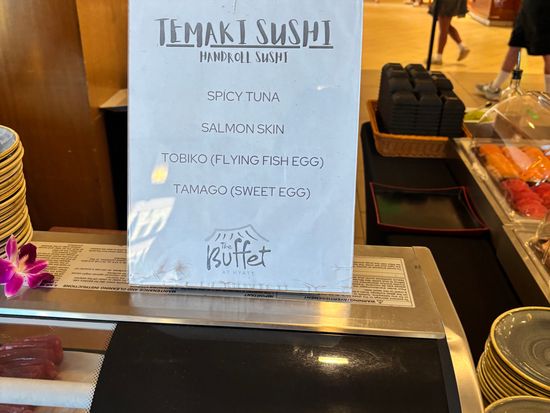 TEMAKI SUSHI
HANDROLL SUSHI
SPICY TUNA
SALMON SKIN
TOBIKO (FLYING FISH EGG)
TAMAGO (SWEET EGG)
The
Buffet
AT HYATT